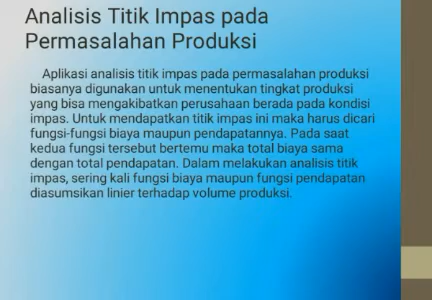 Analisis Titik Impas pada
Permasalahan Produksi
Aplikasi analisis titik impas pada permasalahan produksi
biasanya digunakan untuk menentukan tingkat produksi
yang bisa mengakibatkan perusahaan berada pada kondisi
impas. Untuk mendapatkan titik impas ini maka harus dicari
fungsi-fungsi biaya maupun pendapatannya. Pada saat
kedua fungsi tersebut bertemu maka total biaya sama
dengan total pendapatan. Dalam melakukan analisis titik
impas, sering kali fungsi biaya maupun fungsi pendapatan
diasumsikan linier terhadap volume produksi.